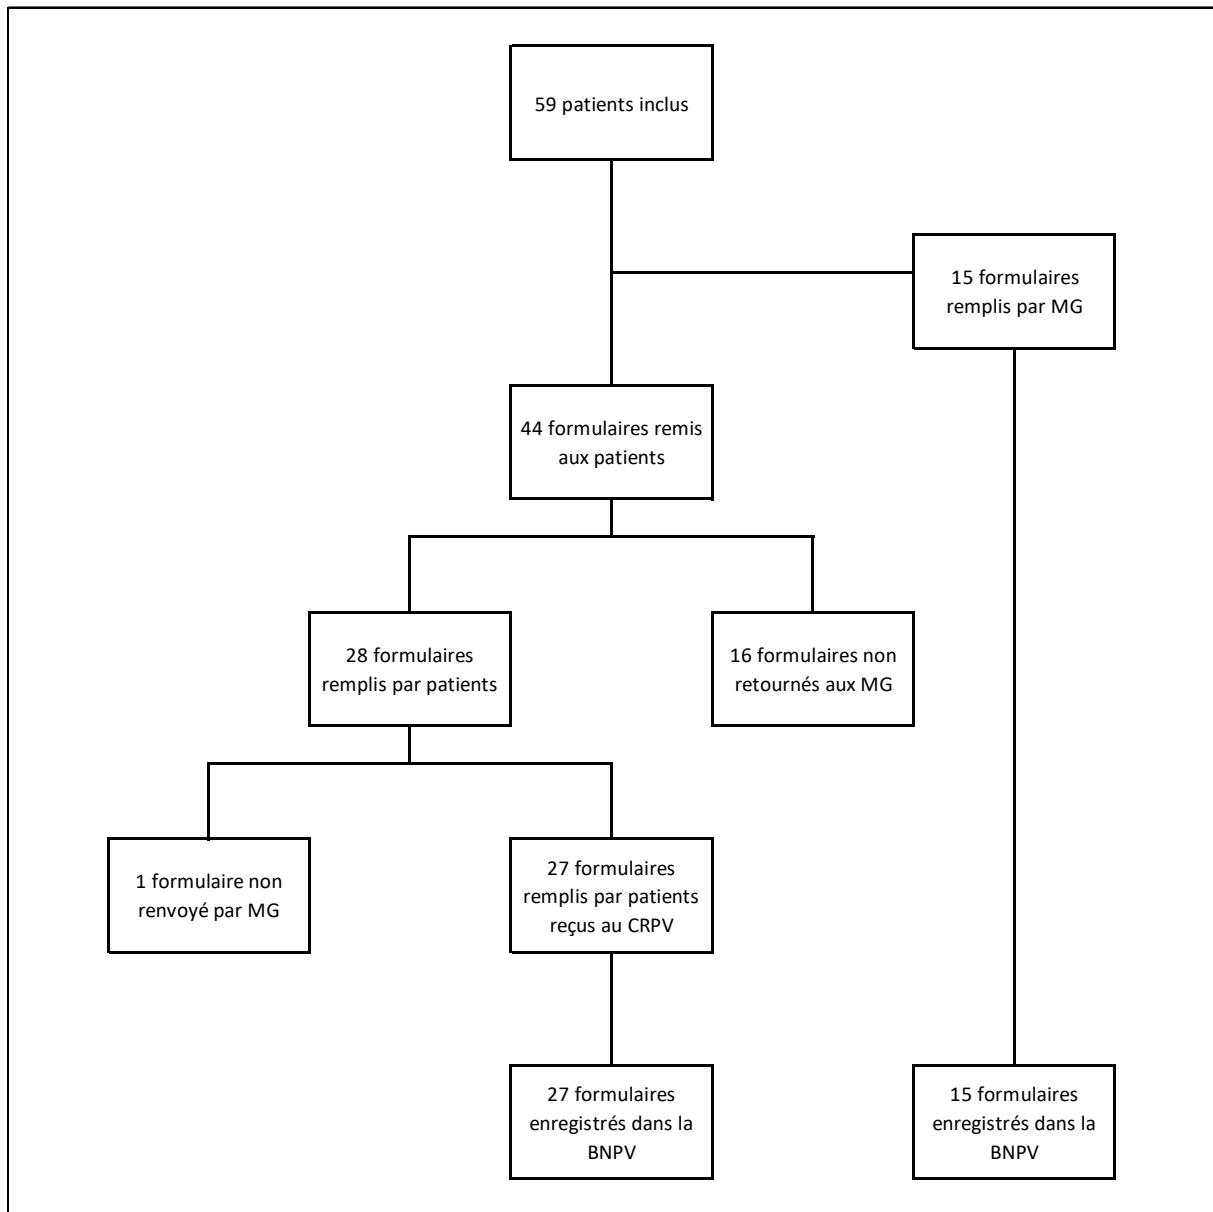 59 patients inclus
15 formulaires
remplis par MG
44 formulaires remis
aux patients
28 formulaires
remplis par patients
16 formulaires non
retournés aux MG
1 formulaire non
renvoyé par MG
27 formulaires
remplis par patients
reçus au CRPV
27 formulaires
enregistrés dans la
BNPV
15 formulaires
enregistrés dans la
BNPV